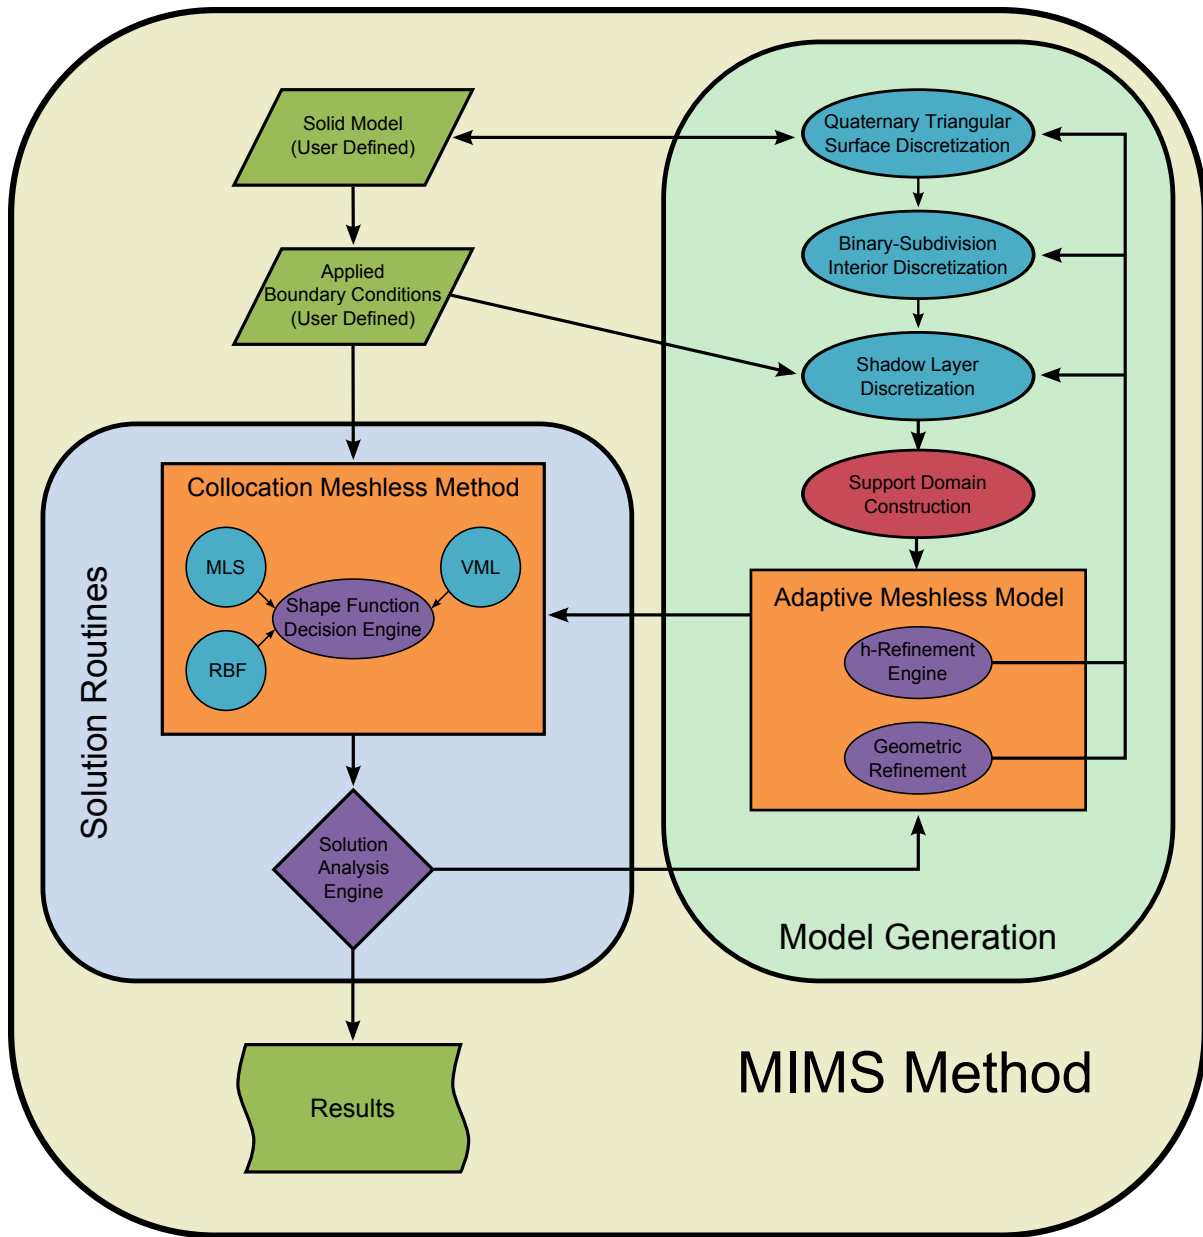 Solid Model
(User Defined)
Quaternary Triangular
Surface Discretization
Applied
Boundary Conditions
(User Defined)
Binary-Subdivision
Interior Discretization
Shadow Layer
Discretization
Support Domain
Construction
Solution Routines
Collocation Meshless Method
MLS
VML
Shape Function
Decision Engine
RBF
Adaptive Meshless Model
h-Refinement
Engine
Geometric
Refinement
Solution
Analysis
Engine
Model Generation
MIMS Method
Results